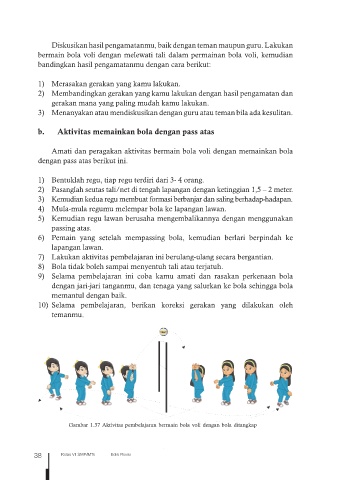 Diskusikan hasil pengamatanmu, baik dengan teman maupun guru. Lakukan
bermain bola voli dengan melewati tali dalam permainan bola voli, kemudian
bandingkan hasil pengamatanmu dengan cara berikut:
1) Merasakan gerakan yang kamu lakukan.
2) Membandingkan gerakan yang kamu lakukan dengan hasil pengamatan dan
gerakan mana yang paling mudah kamu lakukan.
3) Menanyakan atau mendiskusikan dengan guru atau teman bila ada kesulitan.
b. Aktivitas memainkan bola dengan pass atas
Amati dan peragakan aktivitas bermain bola voli dengan memainkan bola
dengan pass atas berikut ini.
1) Bentuklah regu, tiap regu terdiri dari 3- 4 orang.
2) Pasanglah seutas tali/net di tengah lapangan dengan ketinggian 1,5 – 2 meter.
3) Kemudian kedua regu membuat formasi berbanjar dan saling berhadap-hadapan.
4) Mula-mula regumu melempar bola ke lapangan lawan.
5) Kemudian regu lawan berusaha mengembalikannya dengan menggunakan
passing atas.
6) Pemain yang setelah mempassing bola, kemudian berlari berpindah ke
lapangan lawan.
7) Lakukan aktivitas pembelajaran ini berulang-ulang secara bergantian.
8) Bola tidak boleh sampai menyentuh tali atau terjatuh.
9) Selama pembelajaran ini coba kamu amati dan rasakan perkenaan bola
dengan jari-jari tanganmu, dan tenaga yang salurkan ke bola sehingga bola
memantul dengan baik.
10) Selama pembelajaran, berikan koreksi gerakan yang dilakukan oleh
temanmu.
Gambar 1.37 Aktivitas pembelajaran bermain bola voli dengan bola ditangkap
38 Kelas VI SMP/MTs